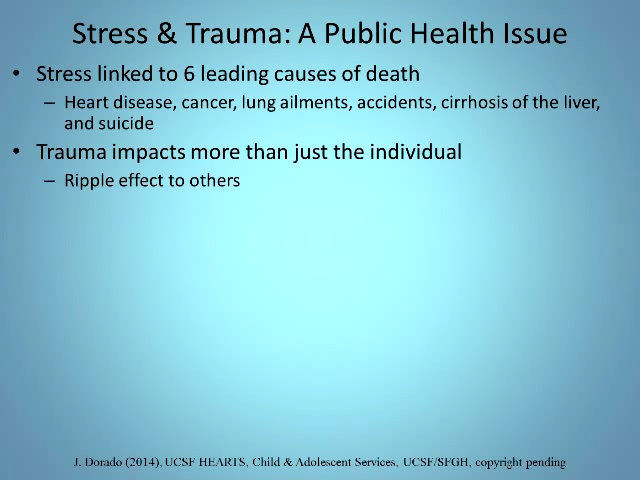 Stress & Trauma: A Public Health Issue
• Stress linked to 6 leading causes of death
– Heart disease, cancer, lung ailments, accidents, cirrhosis of the liver,
and suicide
• Trauma impacts more than just the individual
– Ripple effect to others
J. Dorado (2014), UCSF HEARTS, Child & Adolescent Services, UCSF/SFGH, copyright pending